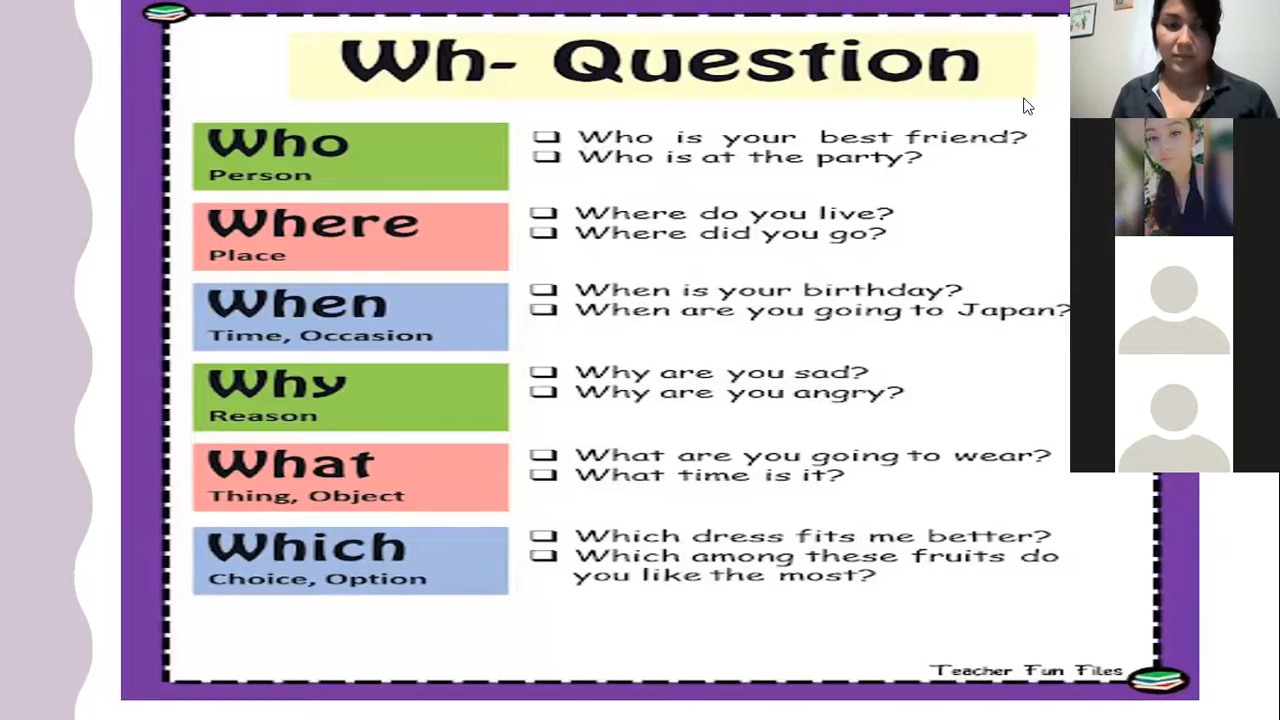 Wh- Question
Who
Person
Who is your best friend?
Who is at the party?
Where
Place
Where do you live?
Where did you go?
When
Time, Occasion
When is your birthday?
When are you going to Japan?
Why
Reason
Why are you sad?
Why are you angry?
What
Thing, Object
What are you going to wear?
What time is it?
Which
Choice, Option
Which dress fits me better?
Which among these fruits do
you like the most?
Teacher Fun Files